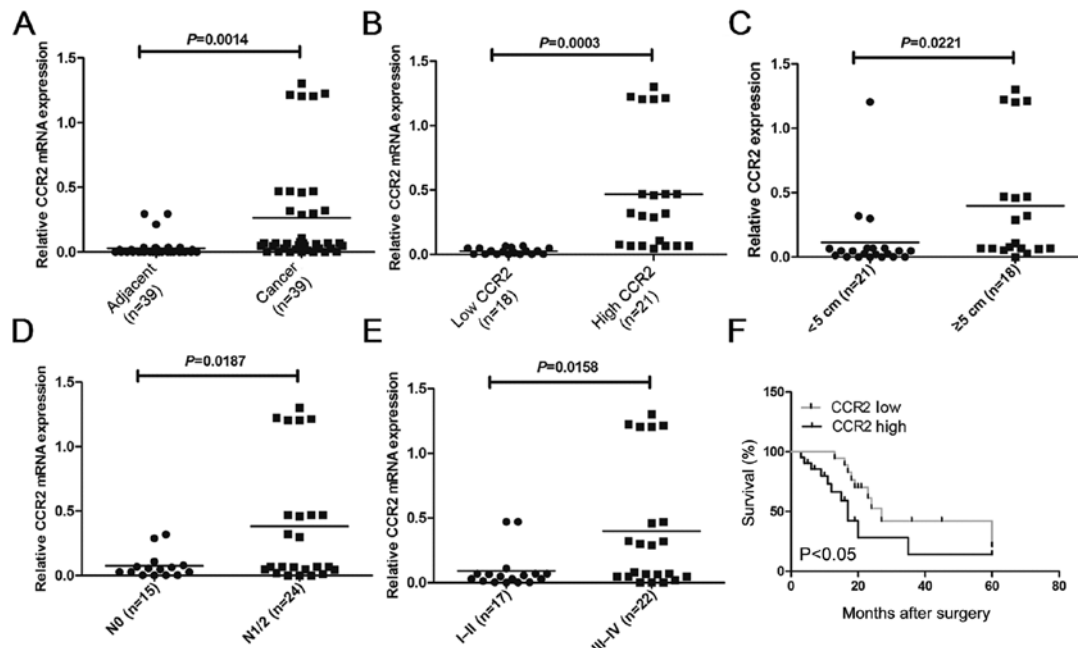 A
P=0.0014
Relative CCR2 mRNA expression
1.5
1.0
0.5
0.0
Adjacent
(n=39)
Cancer
(n=39)
B
P=0.0003
Relative CCR2 mRNA expression
1.5
1.0
0.5
0.0
Low CCR2
(n=18)
High CCR2
(n=21)
C
P=0.0221
Relative CCR2 expression
1.5
1.0
0.5
0.0
<5 cm (n=21)
≥5 cm (n=18)
D
P=0.0187
Relative CCR2 mRNA expression
1.5
1.0
0.5
0.0
N0 (n=15)
N1/2 (n=24)
E
P=0.0158
Relative CCR2 mRNA expression
1.5
1.0
0.5
0.0
I–II (n=17)
III–IV (n=22)
F
CCR2 low
CCR2 high
Survival (%)
150
100
50
0
P<0.05
0 20 40 60 80
Months after surgery